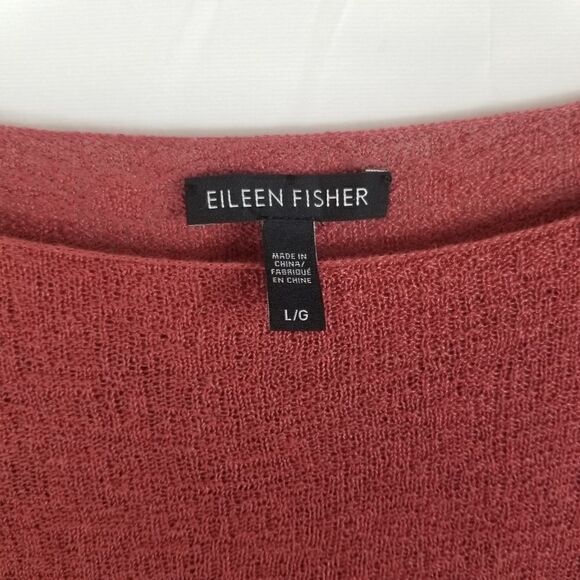 EILEEN FISHER
MADE IN
CHINA/
FABRIQUÉ
EN CHINE
L/G